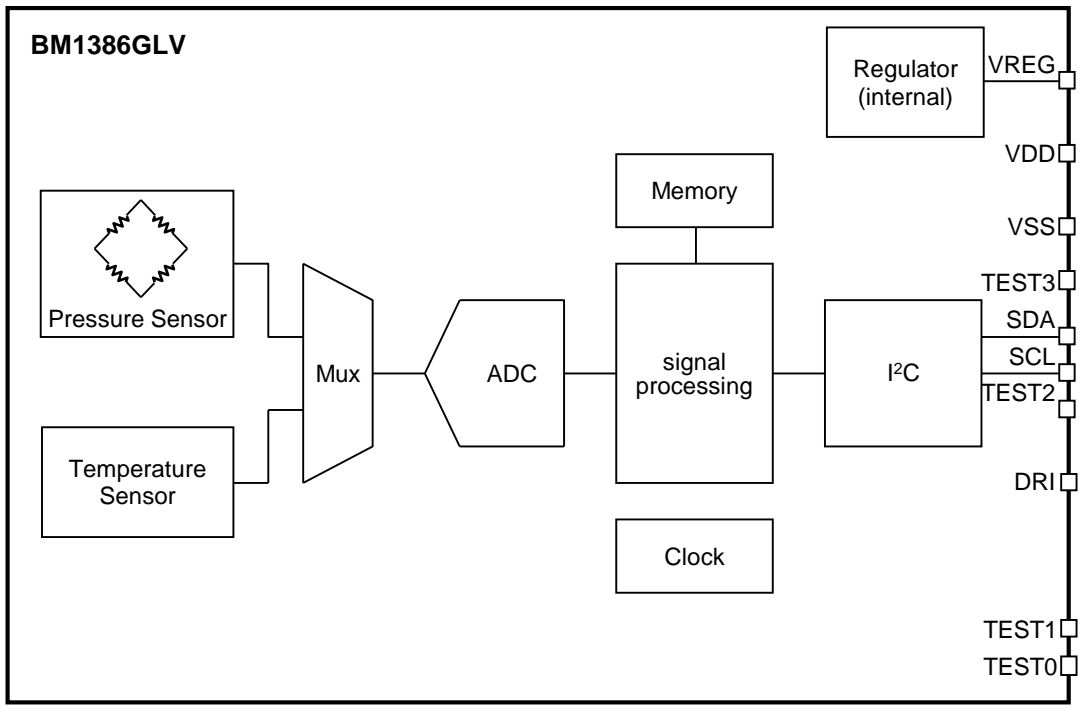 BM1386GLV
Regulator
(internal)
VREG
VDD
Memory
VSS
TEST3
Pressure Sensor
SDA
Mux
ADC
signal
processing
I²C
SCL
TEST2
Temperature
Sensor
DRI
Clock
TEST1
TEST0